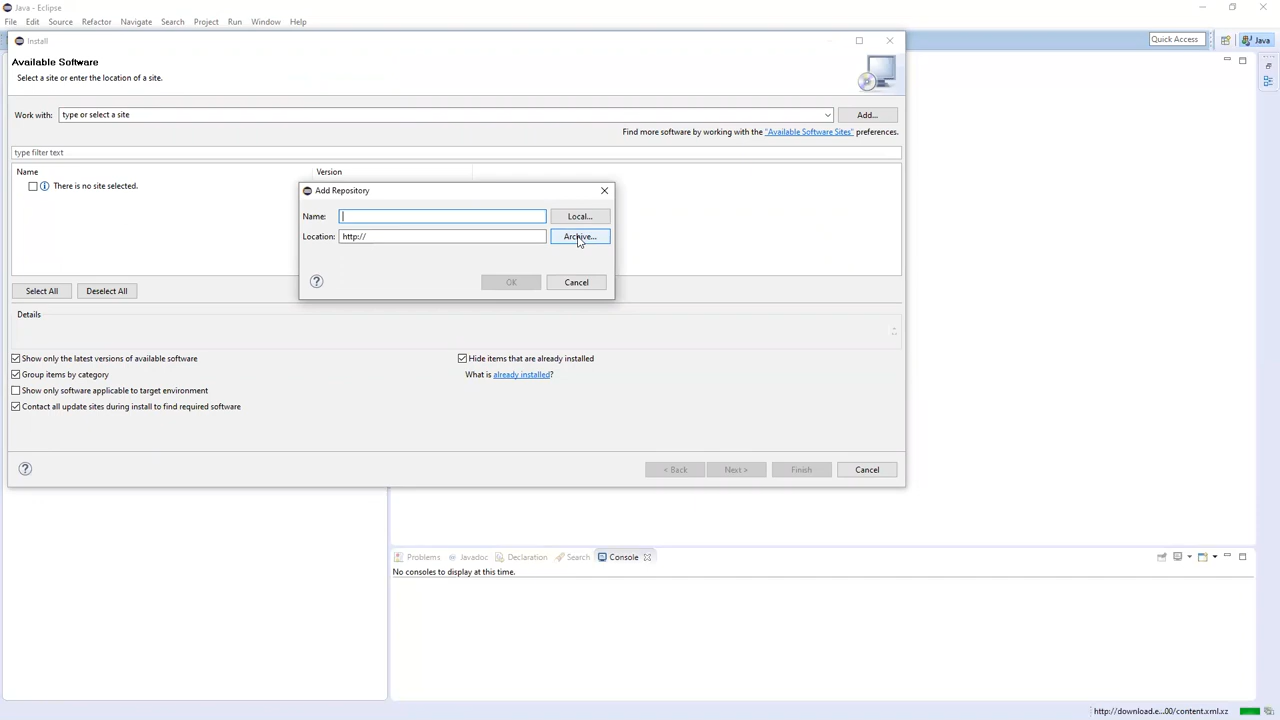 Java - Eclipse
File Edit Source Refactor Navigate Search Project Run Window Help
Quick Access Java
Install
Available Software
Select a site or enter the location of a site.
Work with: type or select a site Add...
Find more software by working with the "Available Software Sites" preferences.
type filter text
Name Version
There is no site selected.
Add Repository
Name: Local...
Location: http:// Archive...
OK Cancel
Select All Deselect All
Details
Show only the latest versions of available software Hide items that are already installed
Group items by category What is already installed?
Show only software applicable to target environment
Contact all update sites during install to find required software
< Back Next > Finish Cancel
Problems Javadoc Declaration Search Console
No consoles to display at this time.
http://download.e...00/content.xml.xz